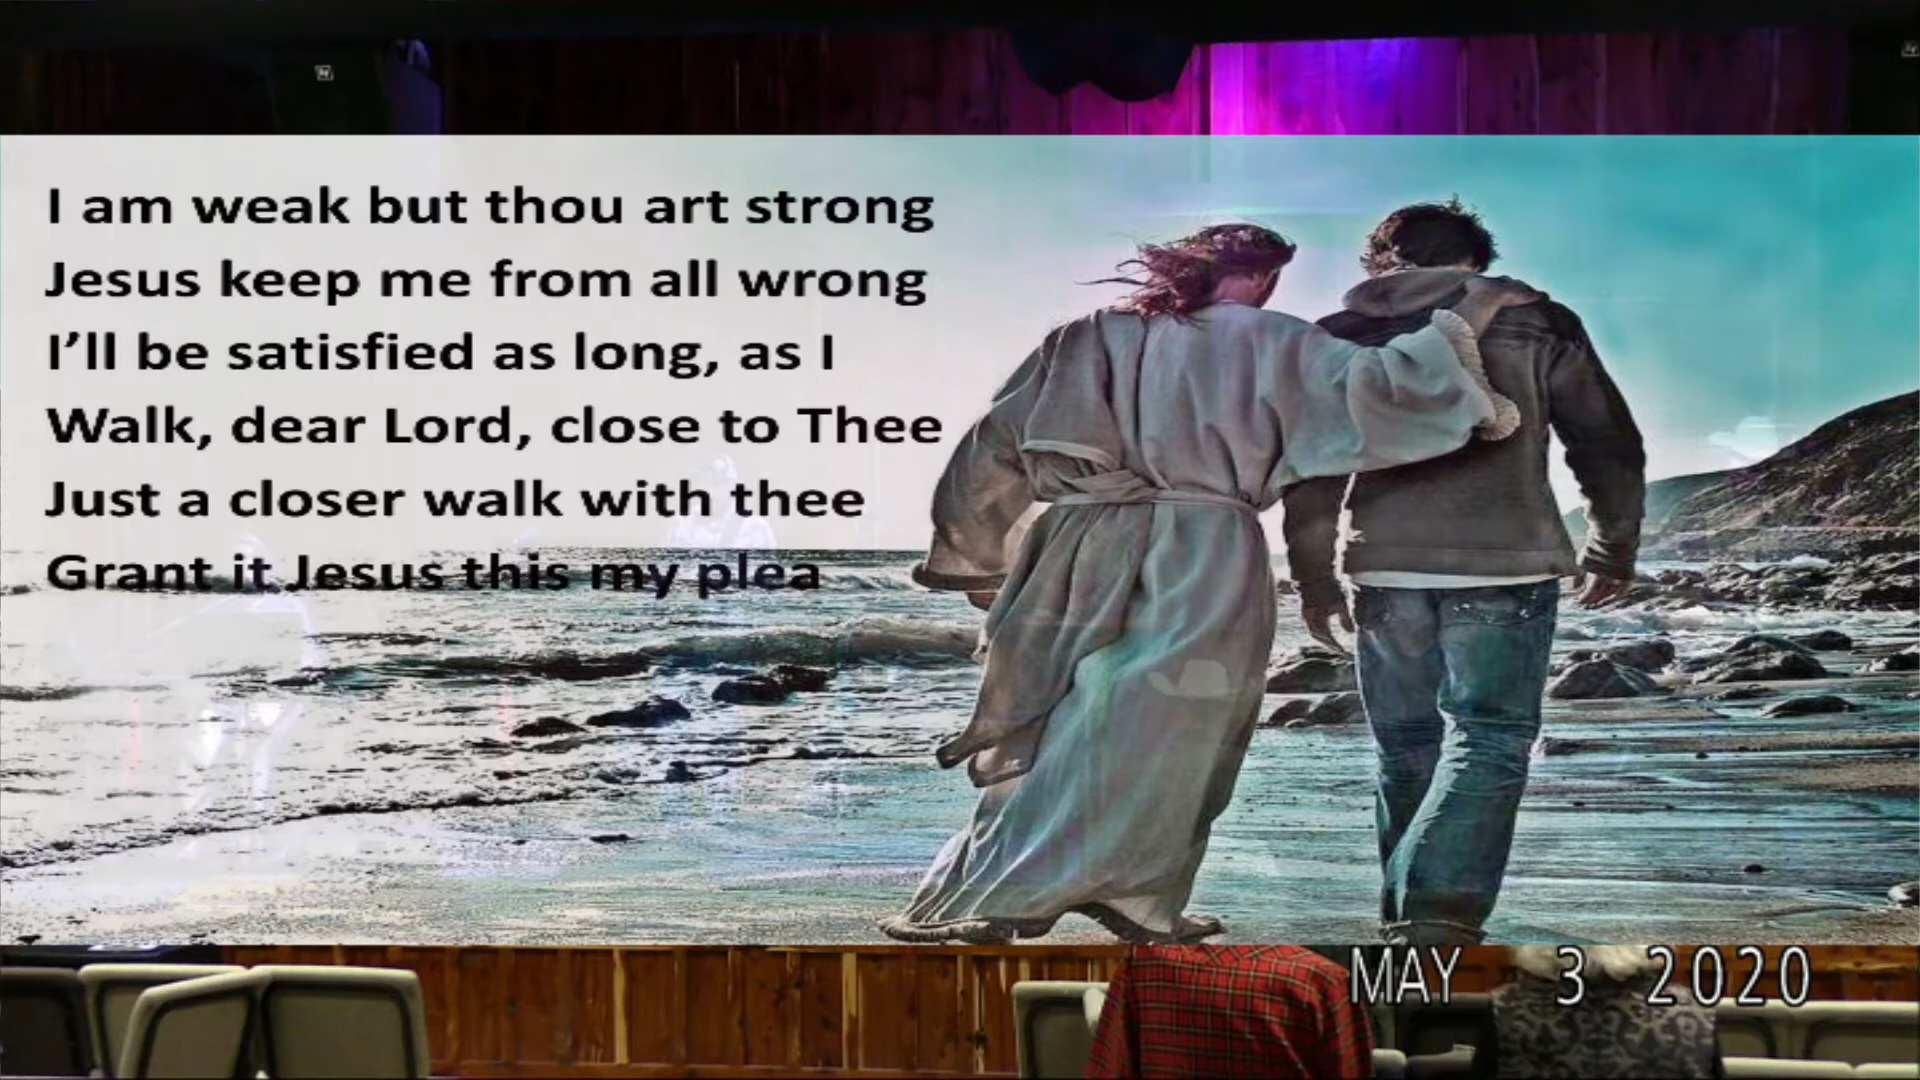 I am weak but thou art strong
Jesus keep me from all wrong
I’ll be satisfied as long, as I
Walk, dear Lord, close to Thee
Just a closer walk with thee
Grant it Jesus this my plea
MAY 3 2020